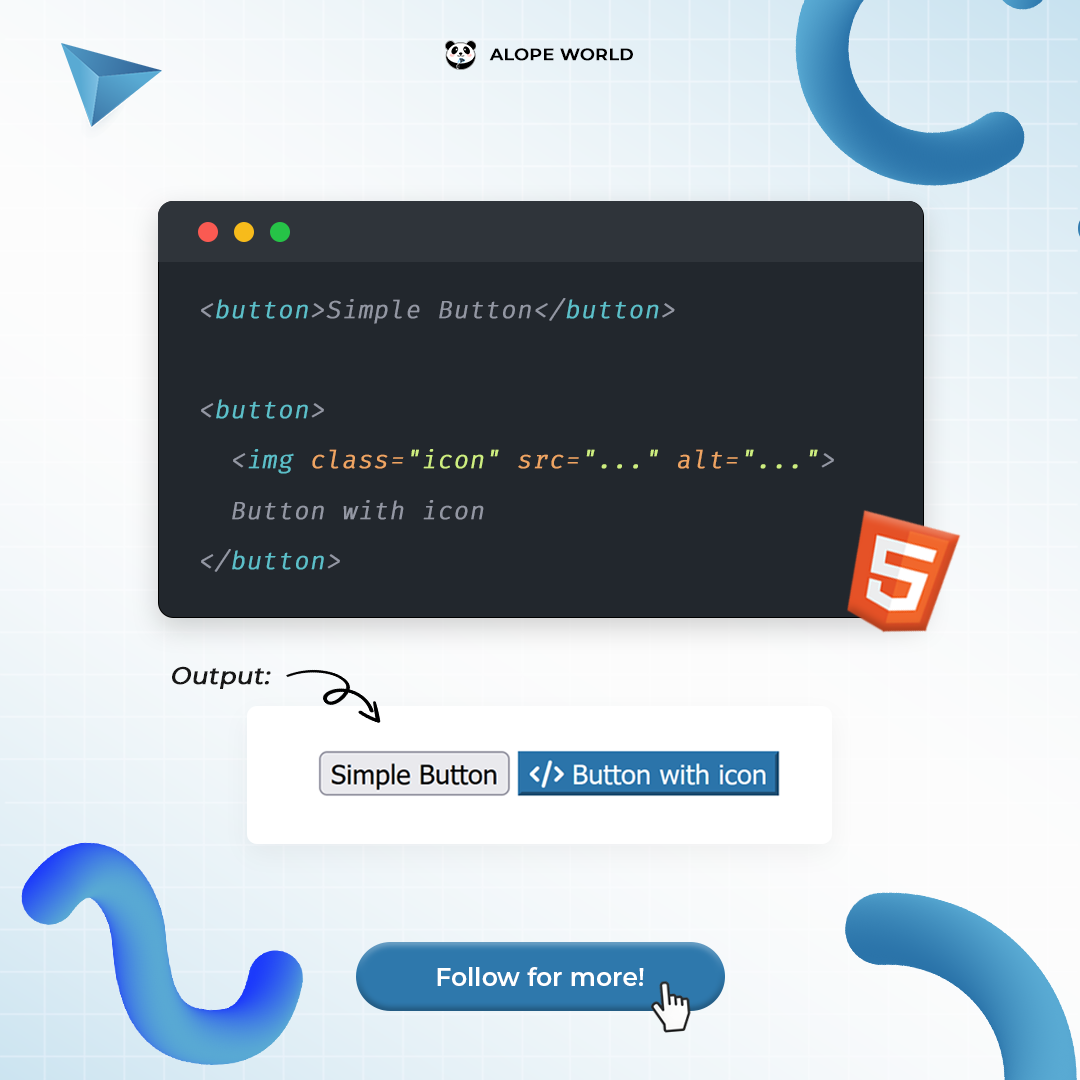 ALOPE WORLD
<button>Simple Button</button>
<button>
<img class="icon" src="..." alt="...">
Button with icon
</button>
5
Output:
Simple Button </> Button with icon
Follow for more!